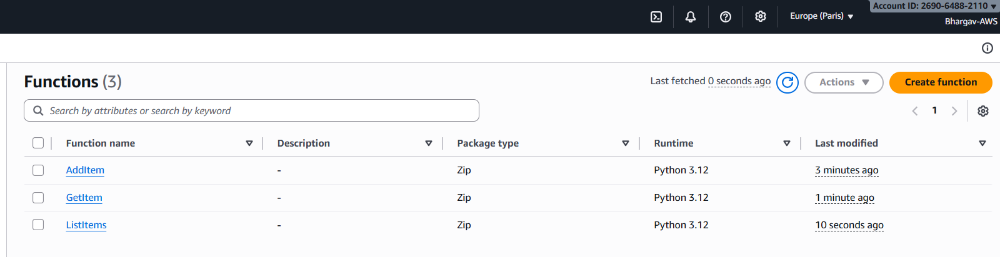 Account ID: 2690-6488-2110
Europe (Paris)
Bhargav-AWS
Functions (3)
Last fetched 0 seconds ago
Actions
Create function
Search by attributes or search by keyword
1
Function name Description Package type Runtime Last modified
AddItem - Zip Python 3.12 3 minutes ago
GetItem - Zip Python 3.12 1 minute ago
ListItems - Zip Python 3.12 10 seconds ago